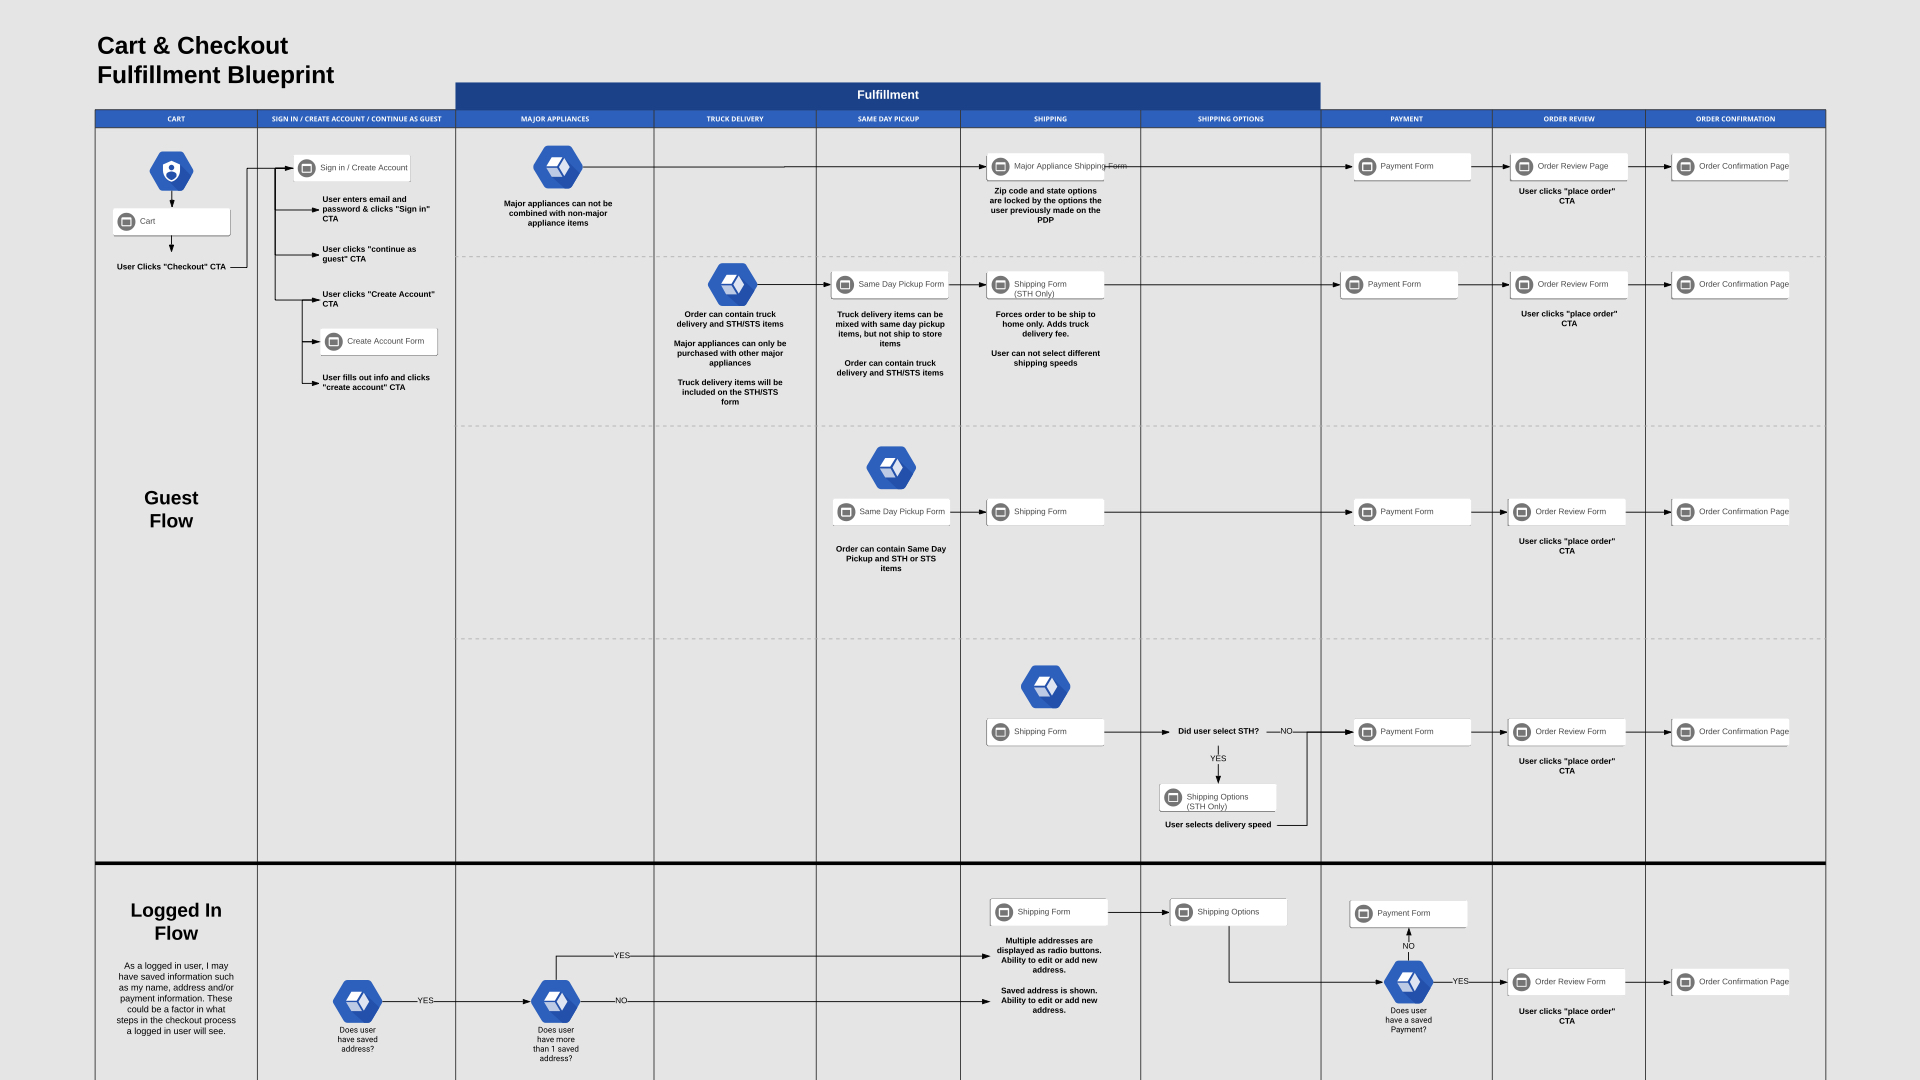 Cart & Checkout
Fulfillment Blueprint
Fulfillment
CART
SIGN IN / CREATE ACCOUNT / CONTINUE AS GUEST
MAJOR APPLIANCES
TRUCK DELIVERY
SAME DAY PICKUP
SHIPPING
SHIPPING OPTIONS
PAYMENT
ORDER REVIEW
ORDER CONFIRMATION
Cart
User Clicks "Checkout" CTA
Sign in / Create Account
User enters email and
password & clicks "Sign in"
CTA
User clicks "continue as
guest" CTA
User clicks "Create Account"
CTA
Create Account Form
User fills out info and clicks
"create account" CTA
Major appliances can not be
combined with non-major
appliance items
Major Appliance Shipping Form
Zip code and state options
are locked by the options the
user previously made on the
PDP
Payment Form
Order Review Page
User clicks "place order"
CTA
Order Confirmation Page
Order can contain truck
delivery and STH/STS items
Major appliances can only be
purchased with other major
appliances
Truck delivery items will be
included on the STH/STS
form
Same Day Pickup Form
Truck delivery items can be
mixed with same day pickup
items, but not ship to store
items
Order can contain truck
delivery and STH/STS items
Shipping Form
(STH Only)
Forces order to be ship to
home only. Adds truck
delivery fee.
User can not select different
shipping speeds
Payment Form
Order Review Form
User clicks "place order"
CTA
Order Confirmation Page
Guest
Flow
Same Day Pickup Form
Order can contain Same Day
Pickup and STH or STS
items
Shipping Form
Payment Form
Order Review Form
User clicks "place order"
CTA
Order Confirmation Page
Shipping Form
Did user select STH?
NO
YES
Shipping Options
(STH Only)
User selects delivery speed
Payment Form
Order Review Form
User clicks "place order"
CTA
Order Confirmation Page
Logged In
Flow
As a logged in user, I may
have saved information such
as my name, address and/or
payment information. These
could be a factor in what
steps in the checkout process
a logged in user will see.
Does user
have saved
address?
YES
Does user
have more
than 1 saved
address?
YES
NO
Shipping Form
Multiple addresses are
displayed as radio buttons.
Ability to edit or add new
address.
Saved address is shown.
Ability to edit or add new
address.
Shipping Options
Payment Form
NO
Does user
have a saved
Payment?
YES
Order Review Form
User clicks "place order"
CTA
Order Confirmation Page